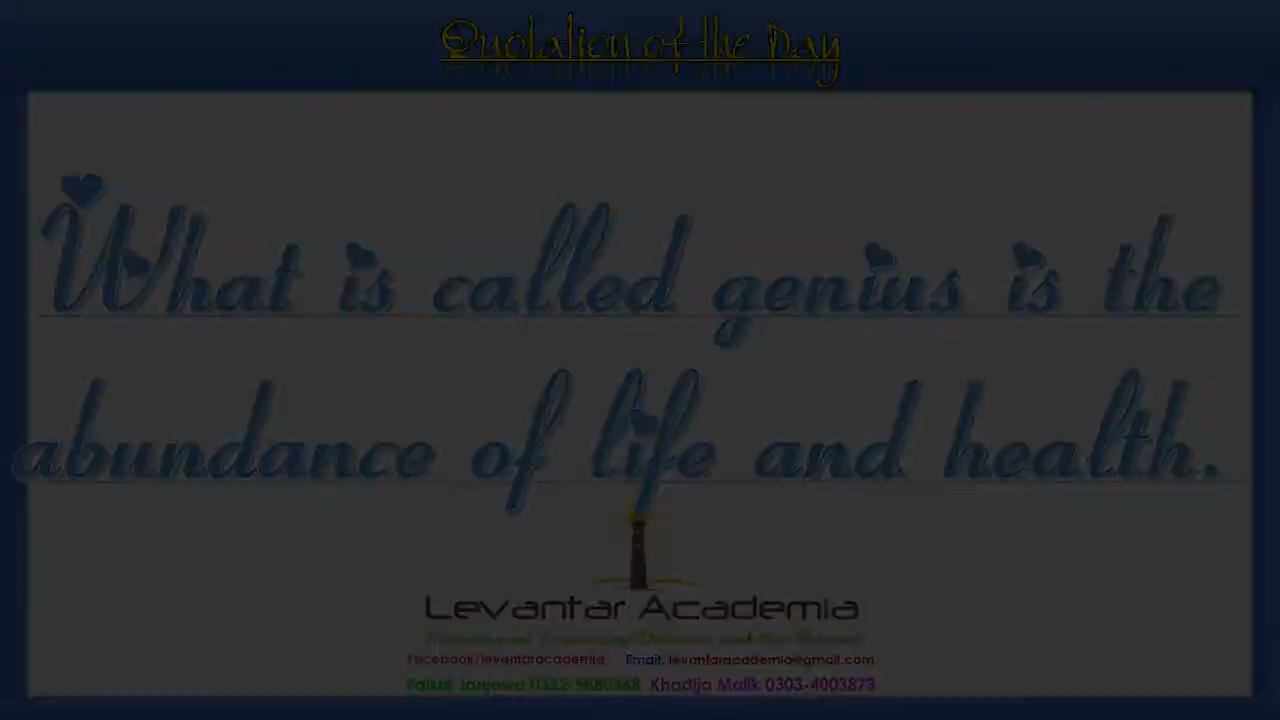 Quotation of the Day
What is called genius is the
abundance of life and health.
Levantar Academia
Facebook/levantaracademia Email: levantaracademia@gmail.com
Khadija Malik 0303-4003873